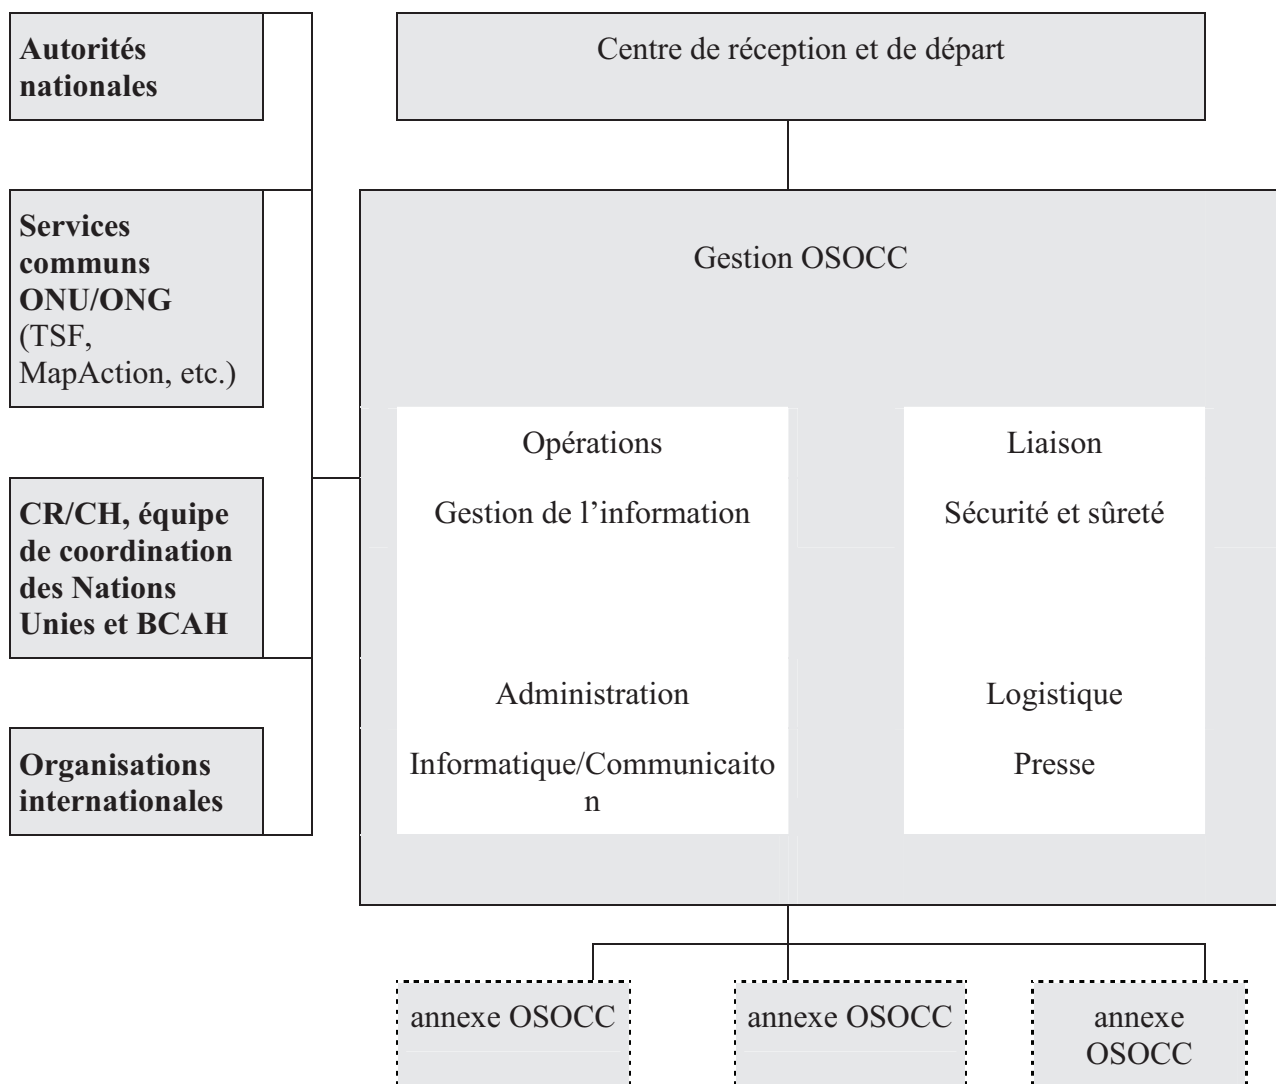 Autorités
nationales
Centre de réception et de départ
Services
communs
ONU/ONG
(TSF,
MapAction, etc.)
Gestion OSOCC
CR/CH, équipe
de coordination
des Nations
Unies et BCAH
Organisations
internationales
Opérations
Gestion de l’information
Liaison
Sécurité et sûreté
Administration
Informatique/Communicaito
n
Logistique
Presse
annexe OSOCC
annexe OSOCC
annexe
OSOCC